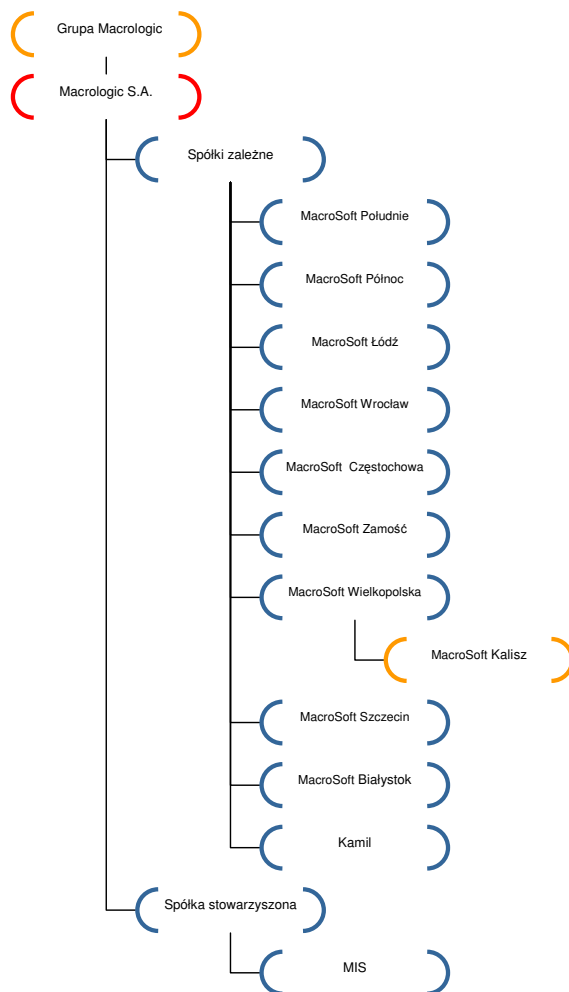 Grupa Macrologic
Macrologic S.A.
Spółki zależne
MacroSoft Południe
MacroSoft Północ
MacroSoft Łódź
MacroSoft Wrocław
MacroSoft Częstochowa
MacroSoft Zamość
MacroSoft Wielkopolska
MacroSoft Kalisz
MacroSoft Szczecin
MacroSoft Białystok
Kamil
Spółka stowarzyszona
MIS